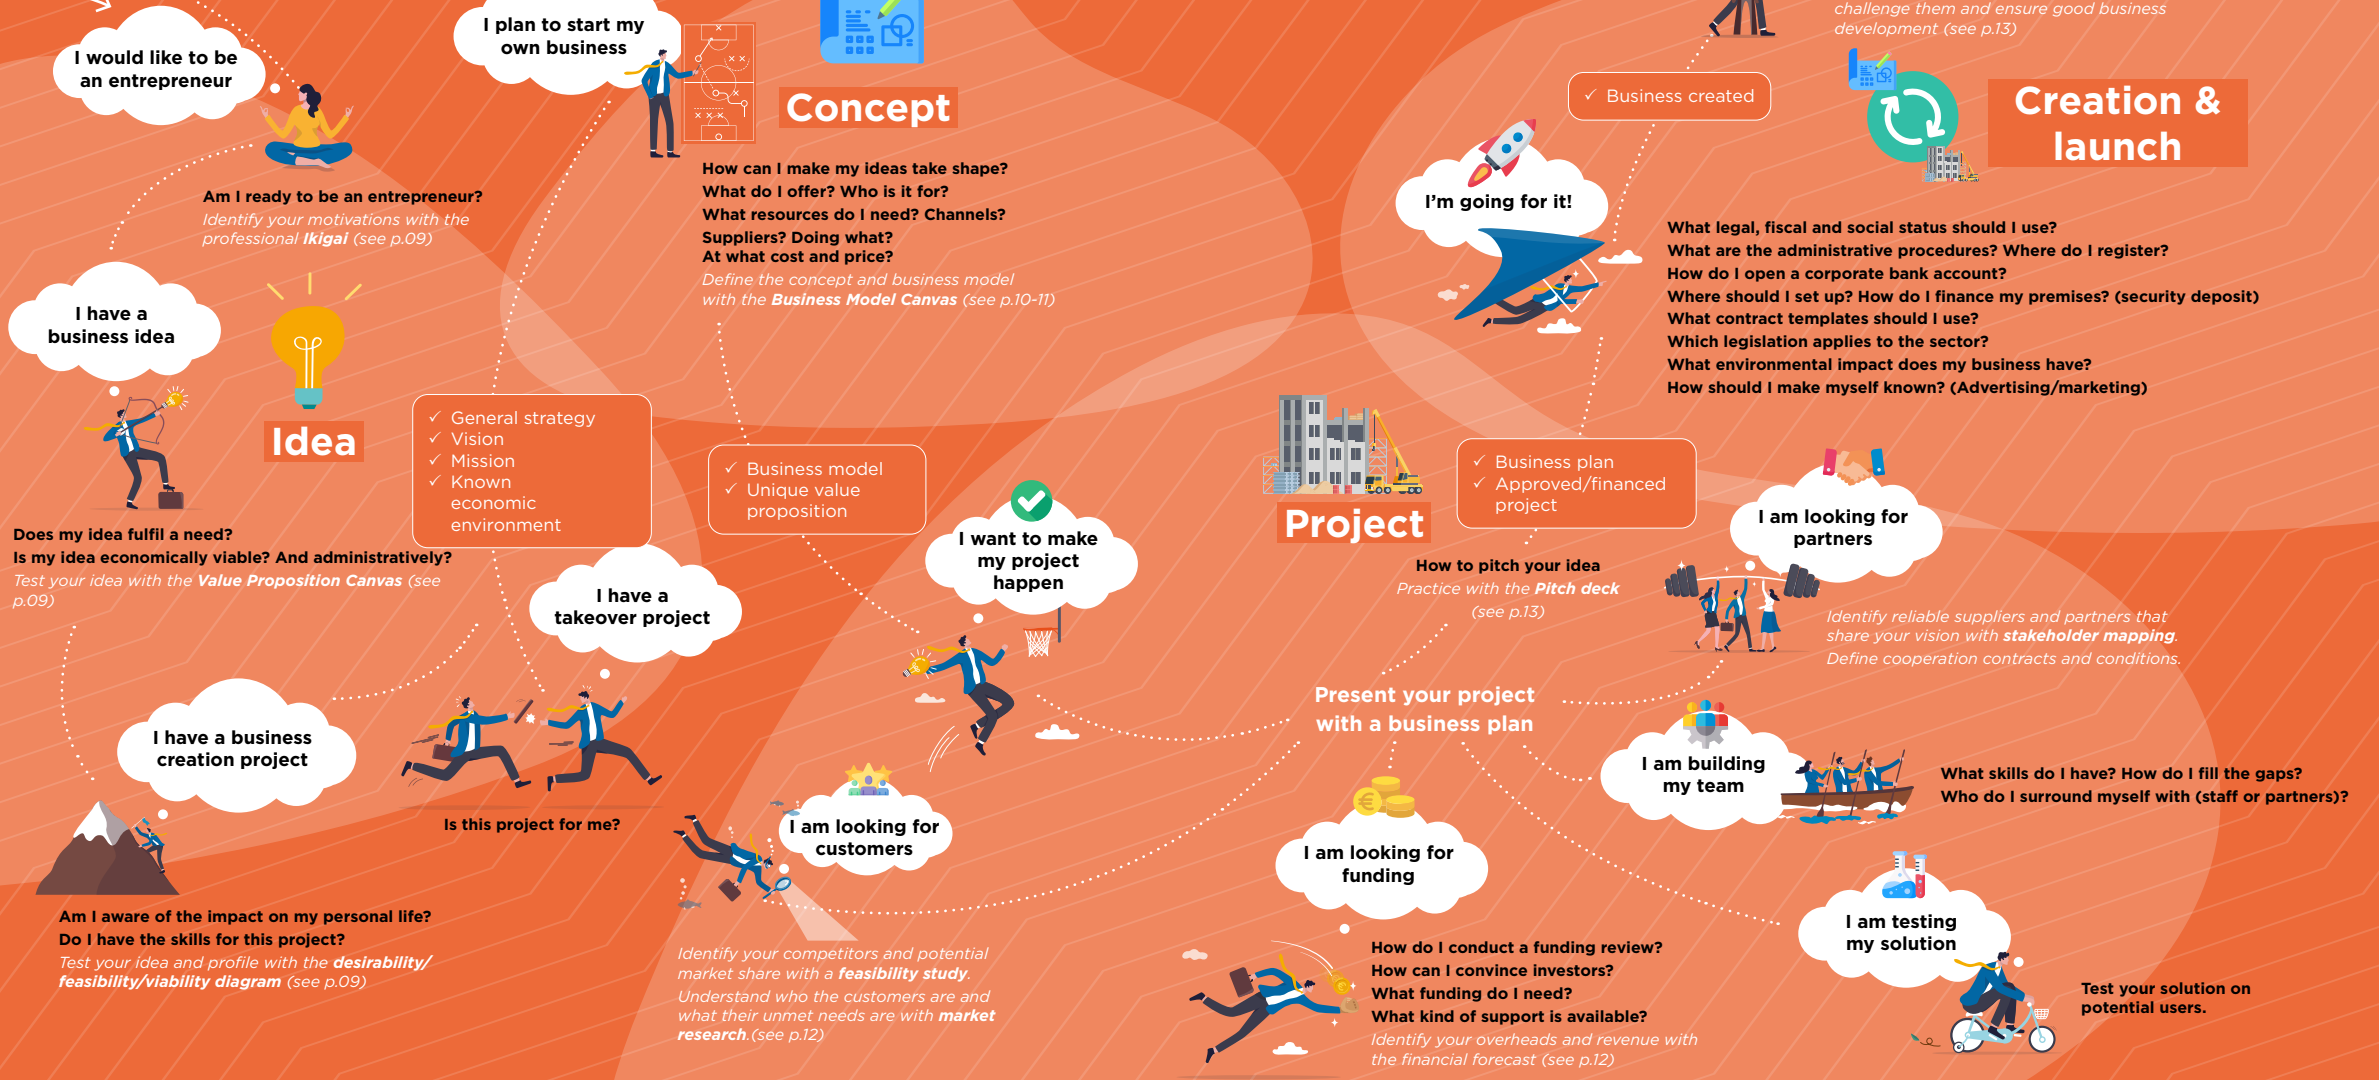 I would like to be
an entrepreneur
Am I ready to be an entrepreneur?
Identify your motivations with the
professional Ikigai (see p.09)
I have a
business idea
Idea
Does my idea fulfil a need?
Is my idea economically viable? And administratively?
Test your idea with the Value Proposition Canvas (see
p.09)
I have a business
creation project
Am I aware of the impact on my personal life?
Do I have the skills for this project?
Test your idea and profile with the desirability/
feasibility/viability diagram (see p.09)
I plan to start my
own business
Concept
How can I make my ideas take shape?
What do I offer? Who is it for?
What resources do I need? Channels?
Suppliers? Doing what?
At what cost and price?
Define the concept and business model
with the Business Model Canvas (see p.10-11)
✓ General strategy
✓ Vision
✓ Mission
✓ Known
economic
environment
I have a
takeover project
Is this project for me?
✓ Business model
✓ Unique value
proposition
I want to make
my project
happen
I am looking for
customers
Identify your competitors and potential
market share with a feasibility study.
Understand who the customers are and
what their unmet needs are with market
research.(see p.12)
Project
✓ Business plan
✓ Approved/financed
project
How to pitch your idea
Practice with the Pitch deck
(see p.13)
Present your project
with a business plan
I am looking for
funding
How do I conduct a funding review?
How can I convince investors?
What funding do I need?
What kind of support is available?
Identify your overheads and revenue with
the financial forecast (see p.12)
challenge them and ensure good business
development (see p.13)
✓ Business created
Creation &
launch
I'm going for it!
What legal, fiscal and social status should I use?
What are the administrative procedures? Where do I register?
How do I open a corporate bank account?
Where should I set up? How do I finance my premises? (security deposit)
What contract templates should I use?
Which legislation applies to the sector?
What environmental impact does my business have?
How should I make myself known? (Advertising/marketing)
I am looking for
partners
Identify reliable suppliers and partners that
share your vision with stakeholder mapping.
Define cooperation contracts and conditions.
I am building
my team
What skills do I have? How do I fill the gaps?
Who do I surround myself with (staff or partners)?
I am testing
my solution
Test your solution on
potential users.